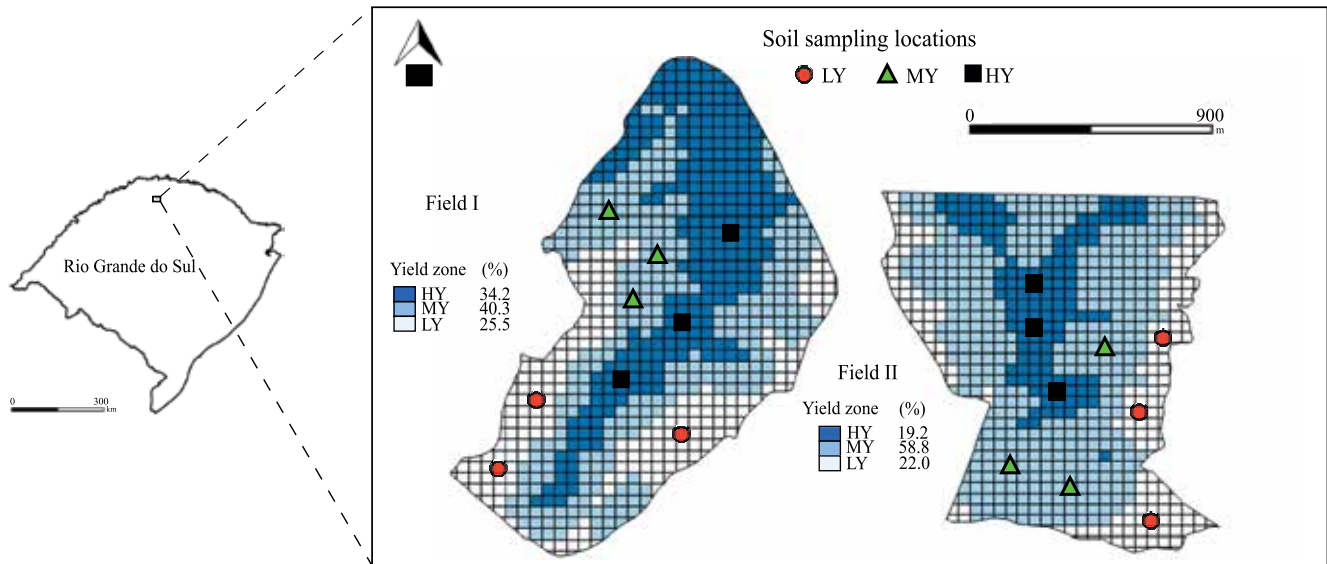 Soil sampling locations
LY MY HY
0 900
m
Field I
Yield zone (%)
HY 34.2
MY 40.3
LY 25.5
Rio Grande do Sul
0 300
km
Field II
Yield zone (%)
HY 19.2
MY 58.8
LY 22.0